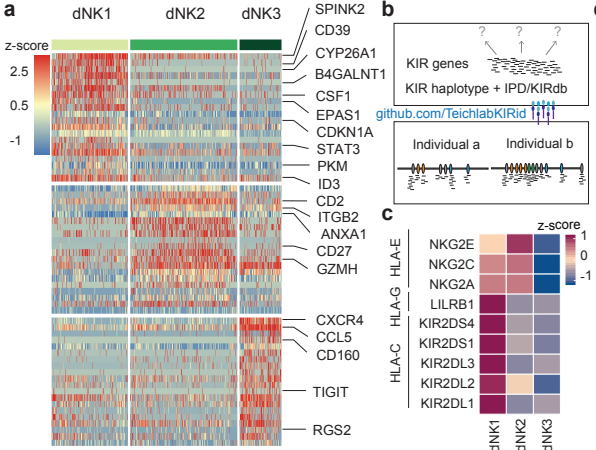 a
dNK1
dNK2
dNK3
z-score
2.5
0.5
-1
SPINK2
CD39
CYP26A1
B4GALNT1
CSF1
EPAS1
CDKN1A
STAT3
PKM
ID3
CD2
ITGB2
ANXA1
CD27
GZMH
CXCR4
CCL5
CD160
TIGIT
RGS2
b
? ? ?
KIR genes
KIR haplotype + IPD/KIRdb
github.com/TeichlabKIRid
Individual a
Individual b
c
z-score
1
0
-1
HLA-E
NKG2E
NKG2C
NKG2A
HLA-G
LILRB1
HLA-C
KIR2DS4
KIR2DS1
KIR2DL3
KIR2DL2
KIR2DL1
dNK1
dNK2
dNK3